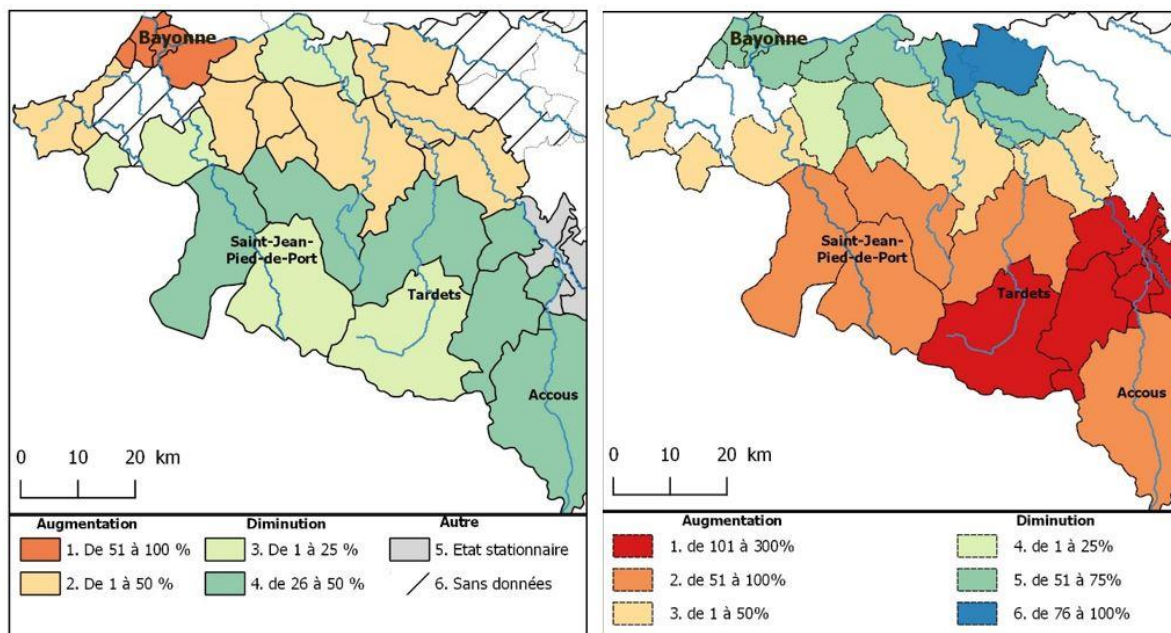 Bayonne
Saint-Jean-
Pied-de-Port
Tardets
Accous
0 10 20 km
Augmentation
1. De 51 à 100 %
2. De 1 à 50 %
Diminution
3. De 1 à 25 %
4. de 26 à 50 %
Autre
5. Etat stationnaire
6. Sans données
Bayonne
Saint-Jean-
Pied-de-Port
Tardets
Accous
0 10 20 km
Augmentation
1. de 101 à 300%
2. de 51 à 100%
3. de 1 à 50%
Diminution
4. de 1 à 25%
5. de 51 à 75%
6. de 76 à 100%